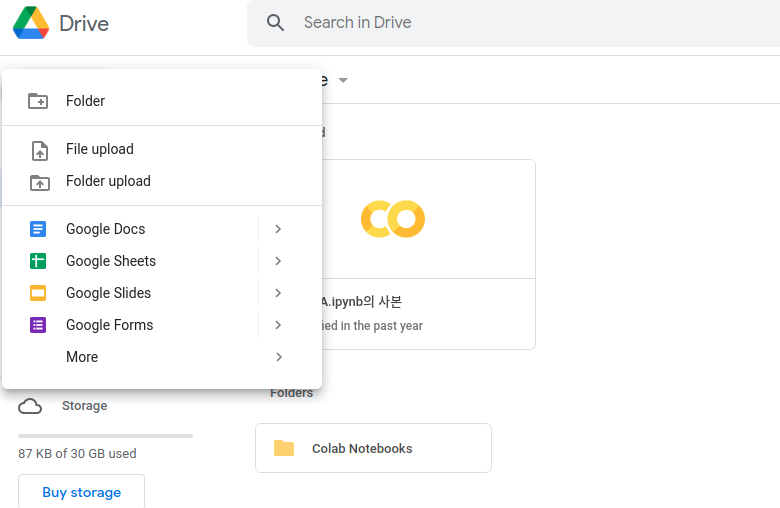 Drive
Search in Drive
e
Folder
d
File upload
Folder upload
Google Docs
Google Sheets
A.ipynb의 사본
Google Slides
ied in the past year
Google Forms
More
Folders
Storage
Colab Notebooks
87 KB of 30 GB used
Buy storage